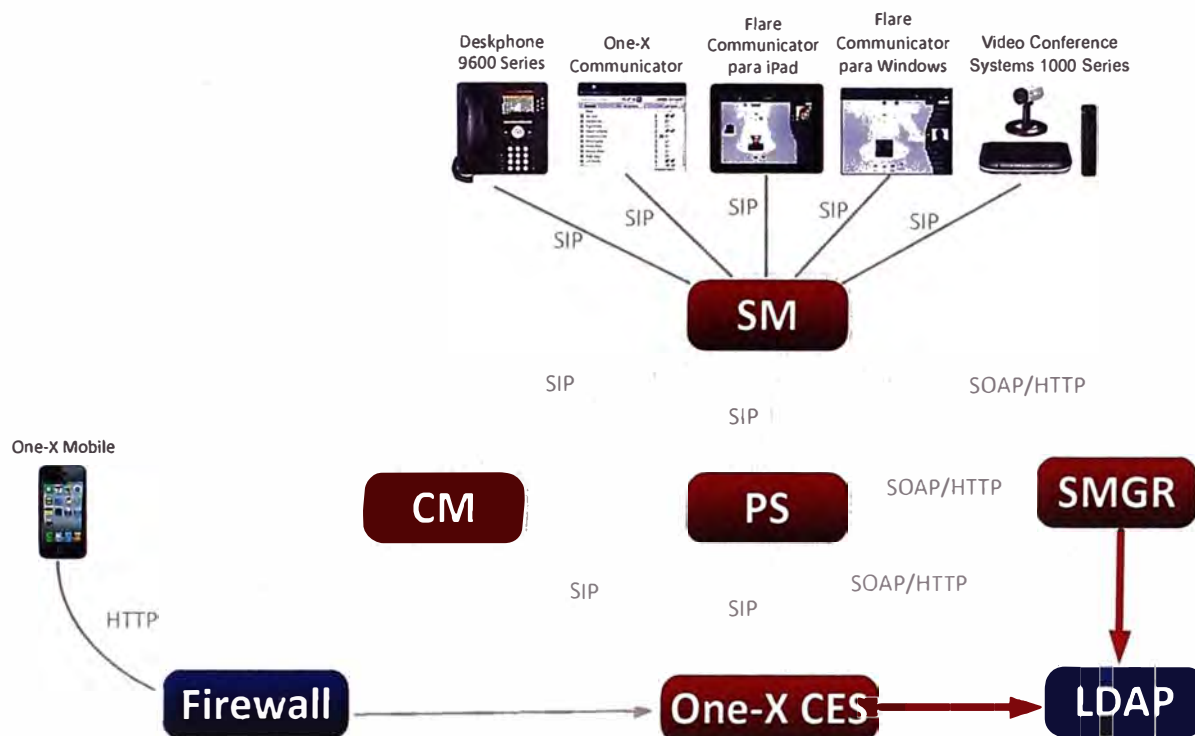 Deskphone
9600 Series
One-X
Communicator
Flare
Communicator
para iPad
Flare
Communicator
para Windows
Video Conference
Systems 1000 Series
SIP
SIP
SIP
SIP
SIP
SM
SIP
SOAP/HTTP
SIP
One-X Mobile
CM
PS
SOAP/HTTP
SMGR
SIP
SIP
SOAP/HTTP
HTTP
Firewall
One-X CES
LDAP